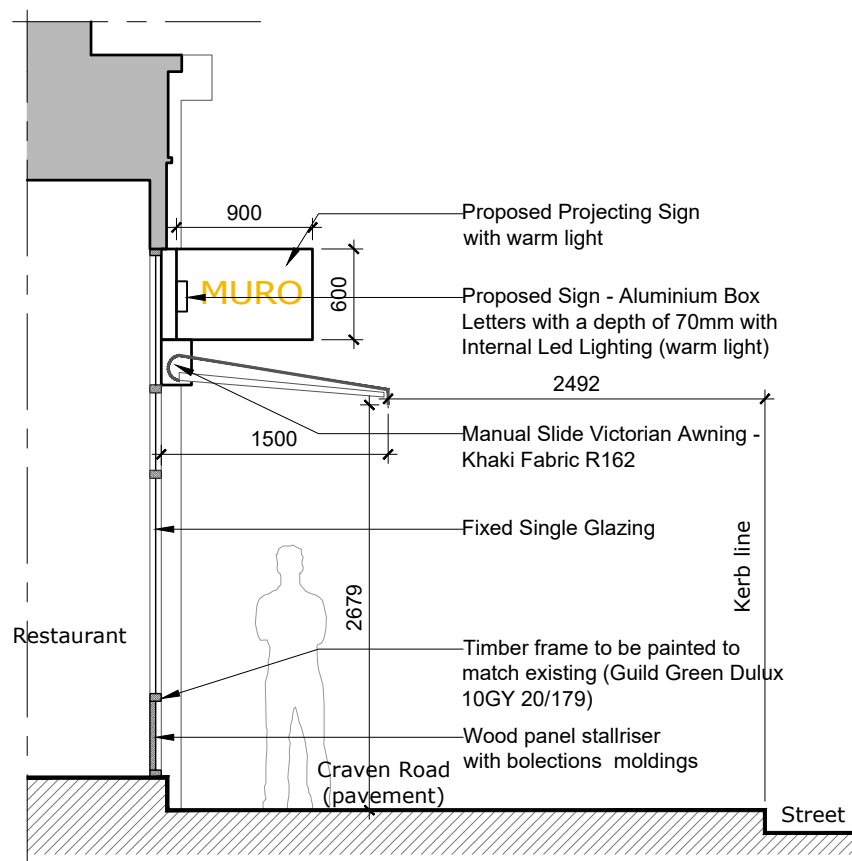 900
Proposed Projecting Sign
with warm light
MURO
600
Proposed Sign - Aluminium Box
Letters with a depth of 70mm with
Internal Led Lighting (warm light)
2492
1500
Manual Slide Victorian Awning -
Khaki Fabric R162
Fixed Single Glazing
Kerb line
2679
Restaurant
Timber frame to be painted to
match existing (Guild Green Dulux
10GY 20/179)
Wood panel stallriser
with bolections moldings
Craven Road
(pavement)
Street